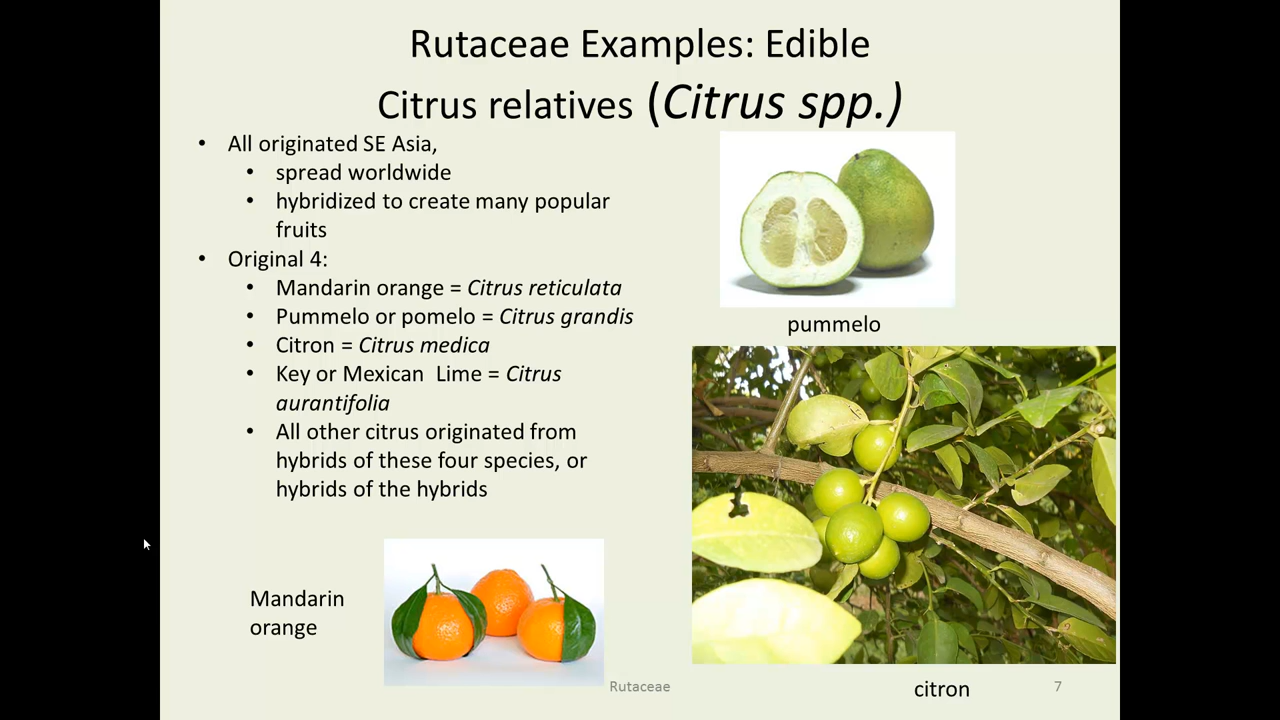 Rutaceae Examples: Edible
Citrus relatives (Citrus spp.)
• All originated SE Asia,
• spread worldwide
• hybridized to create many popular
fruits
• Original 4:
• Mandarin orange = Citrus reticulata
• Pummelo or pomelo = Citrus grandis
• Citron = Citrus medica
• Key or Mexican  Lime = Citrus
aurantifolia
• All other citrus originated from
hybrids of these four species, or
hybrids of the hybrids
pummelo
Mandarin
orange
citron
Rutaceae
7